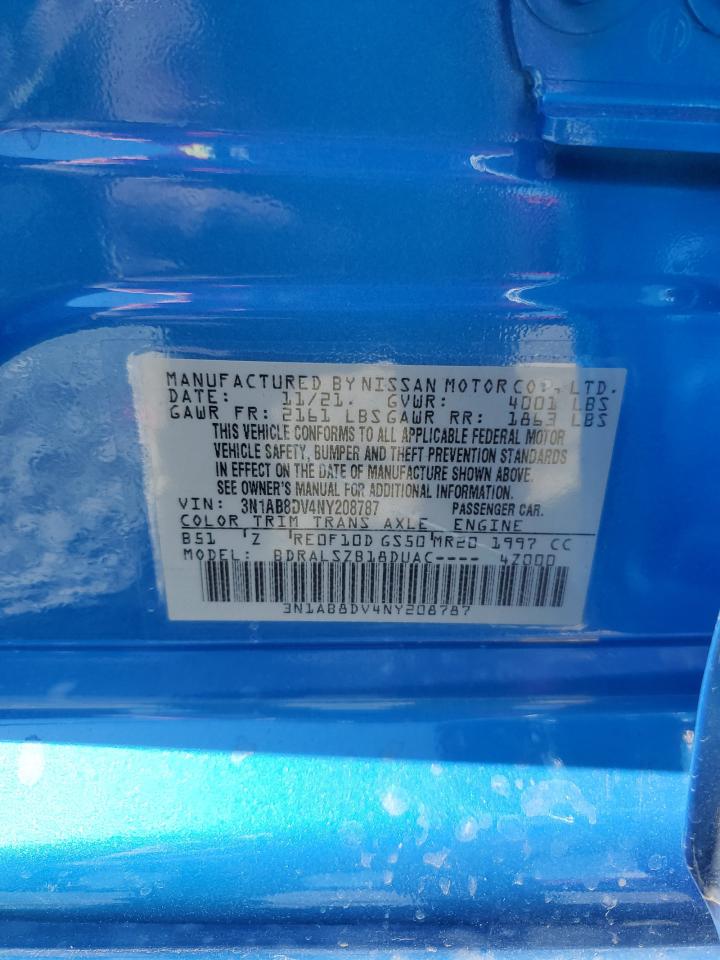 MANUFACTURED BY NISSAN MOTOR CO., LTD.
DATE: 11/21. GVWR: 4001 LBS
GAWR FR: 2161 LBS GAWR RR: 1863 LBS
THIS VEHICLE CONFORMS TO ALL APPLICABLE FEDERAL MOTOR
VEHICLE SAFETY, BUMPER AND THEFT PREVENTION STANDARDS
IN EFFECT ON THE DATE OF MANUFACTURE SHOWN ABOVE.
SEE OWNER'S MANUAL FOR ADDITIONAL INFORMATION.
VIN: 3N1AB8DV4NY208787 PASSENGER CAR.
COLOR TRIM TRANS AXLE ENGINE
B51 'Z RE0F10D GS50 MR20 1997 CC
MODEL: BDRALSZB18DUAC---- 4Z000
3N1AB8DV4NY208787